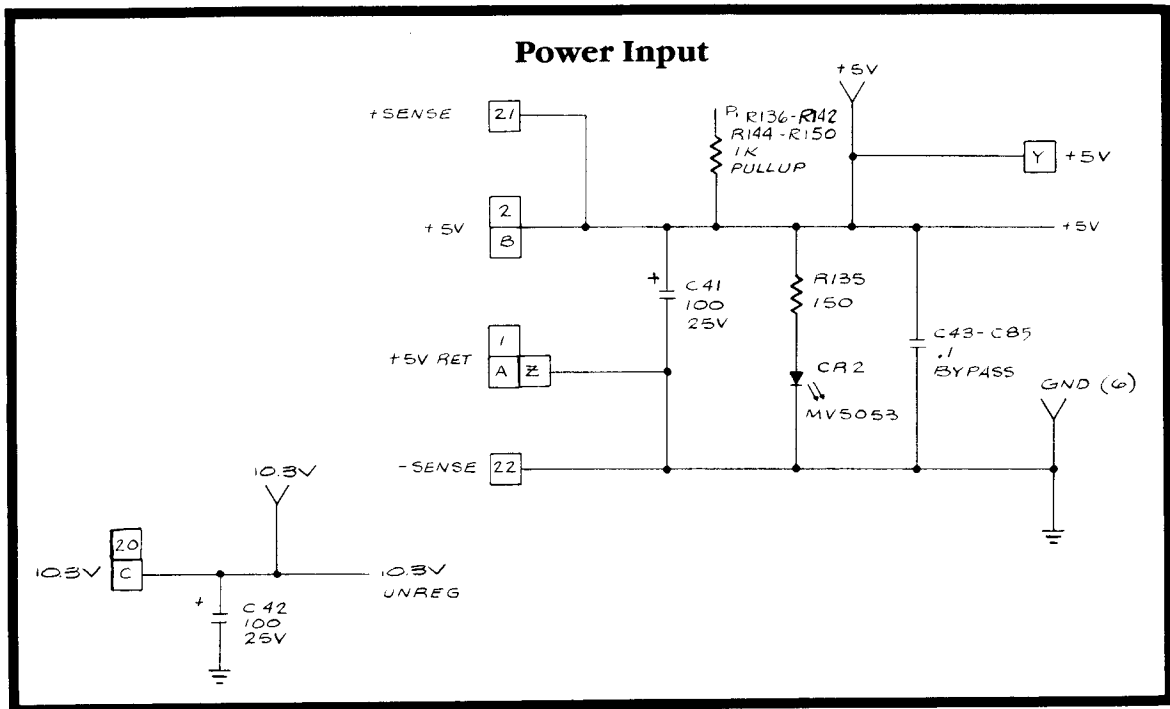 Power Input
+SENSE 21
P, R136-R142
R144-R150
1K
PULLUP
+5V
Y +5V
+5V 2
B
+5V
+
C41
100
25V
R135
150
C43-C85
.1
BYPASS
+5V RET 1
A Z
CR2
MV5053
GND (6)
-SENSE 22
10.3V
20
10.3V C
10.3V
UNREG
+
C42
100
25V